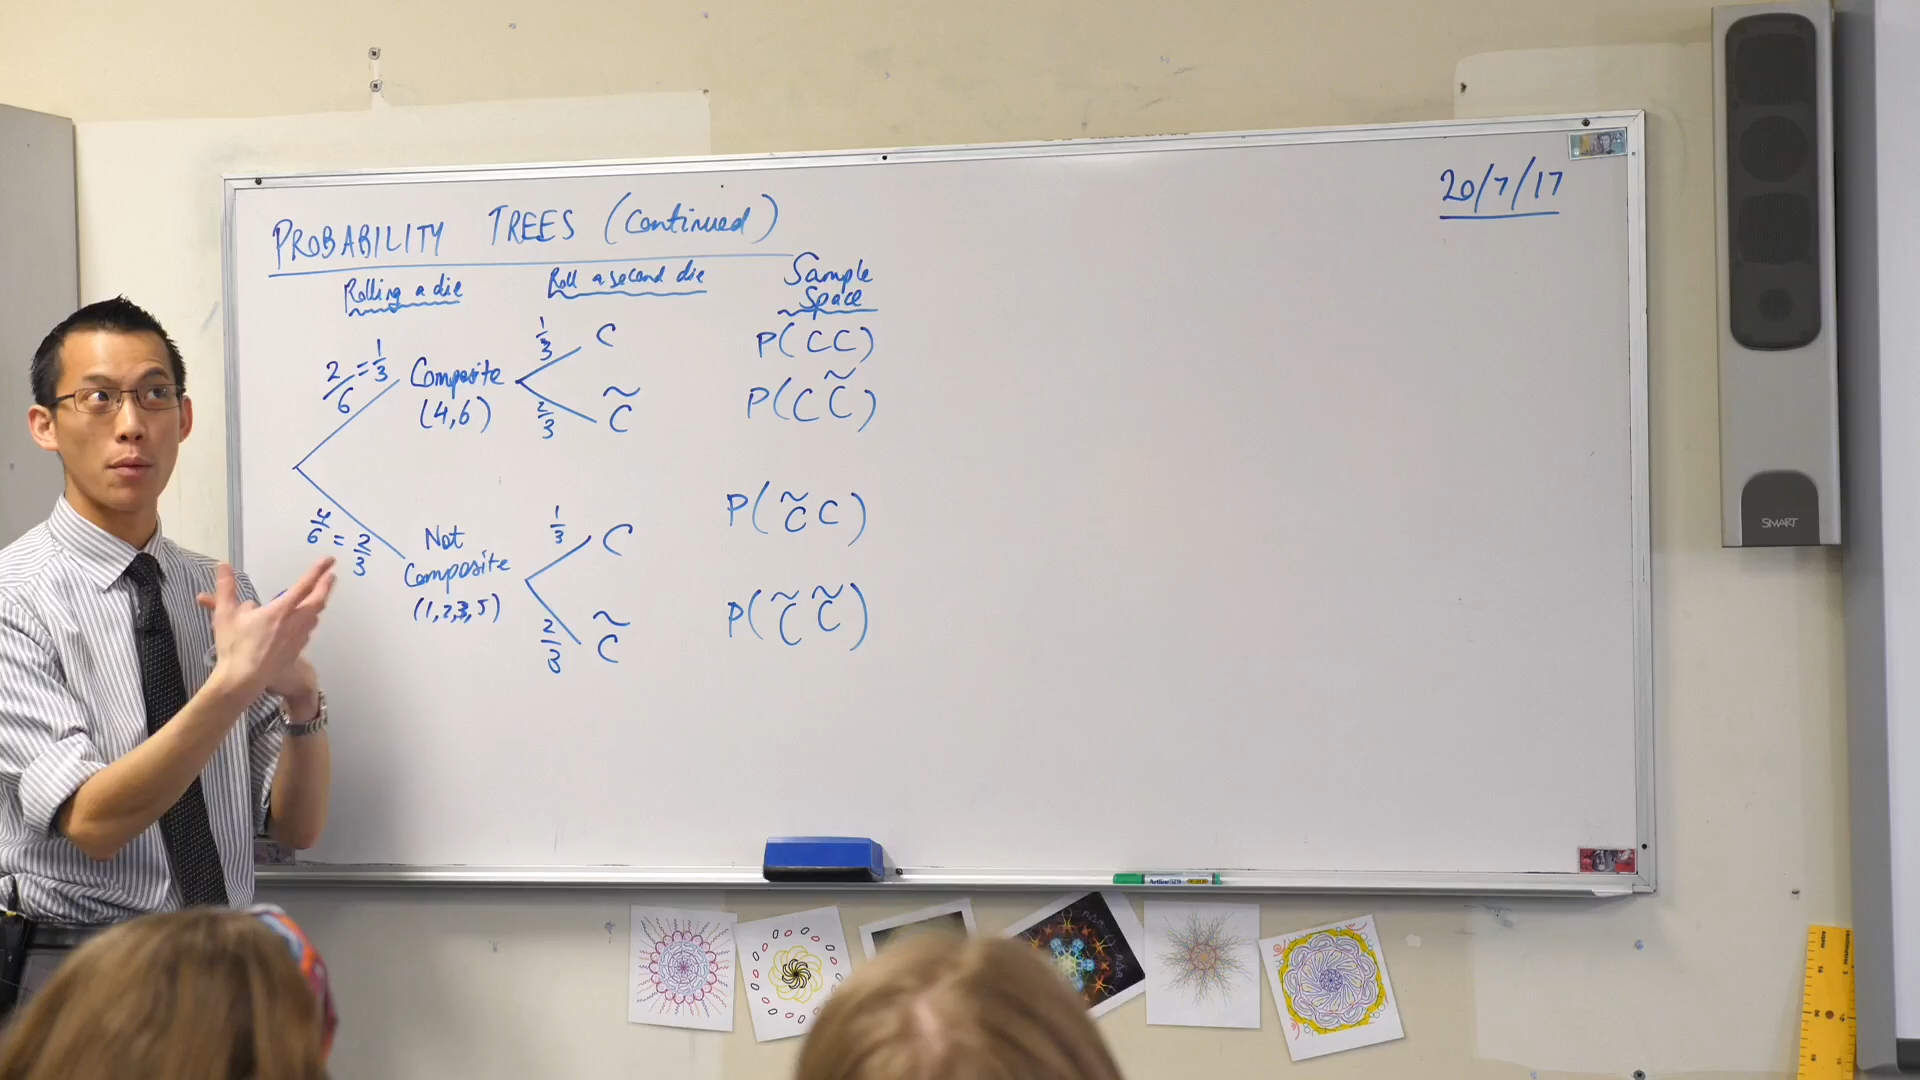 PROBABILITY TREES (Continued)
20/7/17
Rolling a die
Roll a second die
Sample
Space
2/6 = 1/3
Composite
(4,6)
1/3 C
2/3 C̃
P(CC)
P(CC̃)
4/6 = 2/3
Not
Composite
(1,2,3,5)
1/3 C
2/3 C̃
P(C̃C)
P(C̃C̃)
SMART